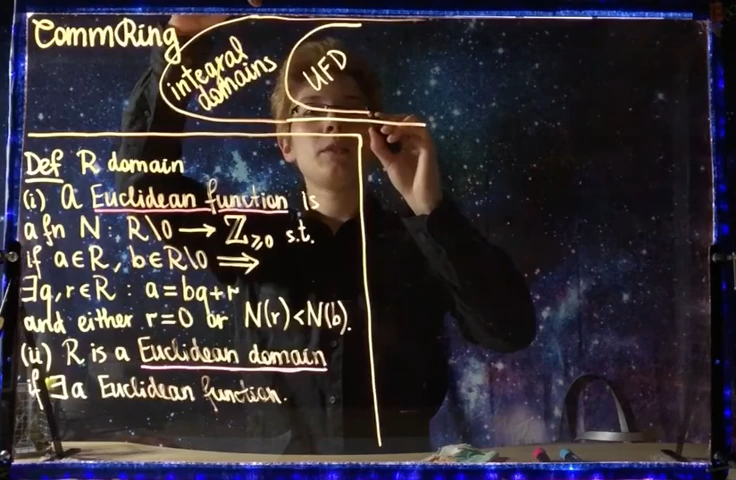 CommRing
integral
domains
UFD
Def R domain
(i) A Euclidean function is
a fn N: R\0 → ℤ≥0 s.t.
if a∈R, b∈R\0 ⟹
∃q,r∈R : a=bq+r
and either r=0 or N(r)<N(b).
(ii) R is a Euclidean domain
if ∃ a Euclidean function.